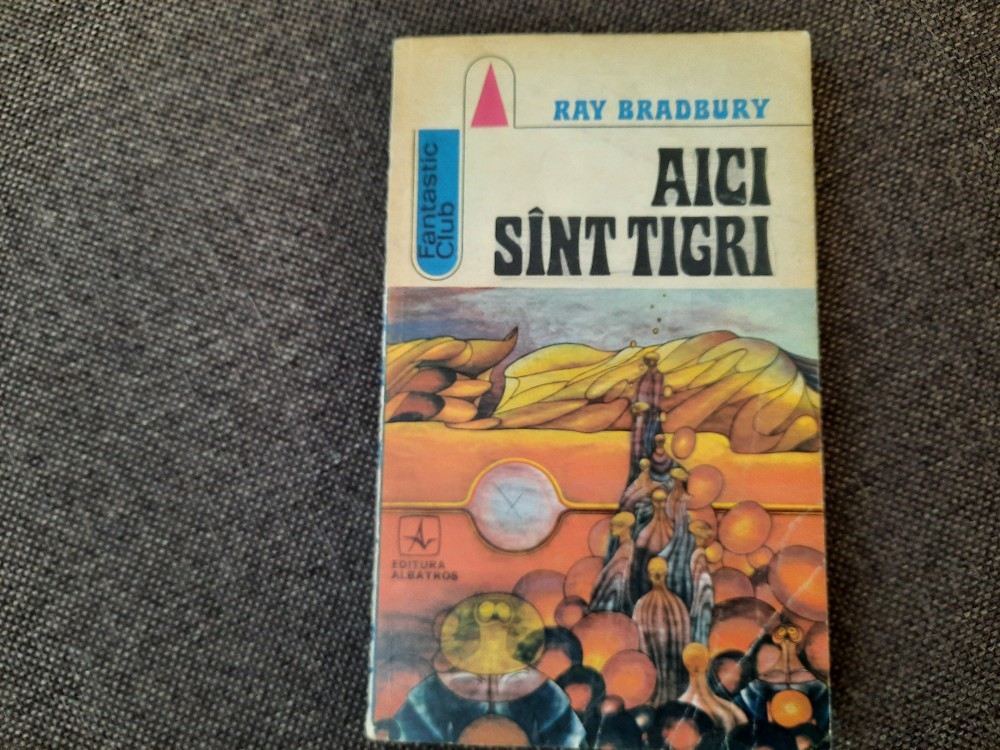 RAY BRADBURY
AICI
SÎNT TIGRI
Fantastic
Club
EDITURA
ALBATROS